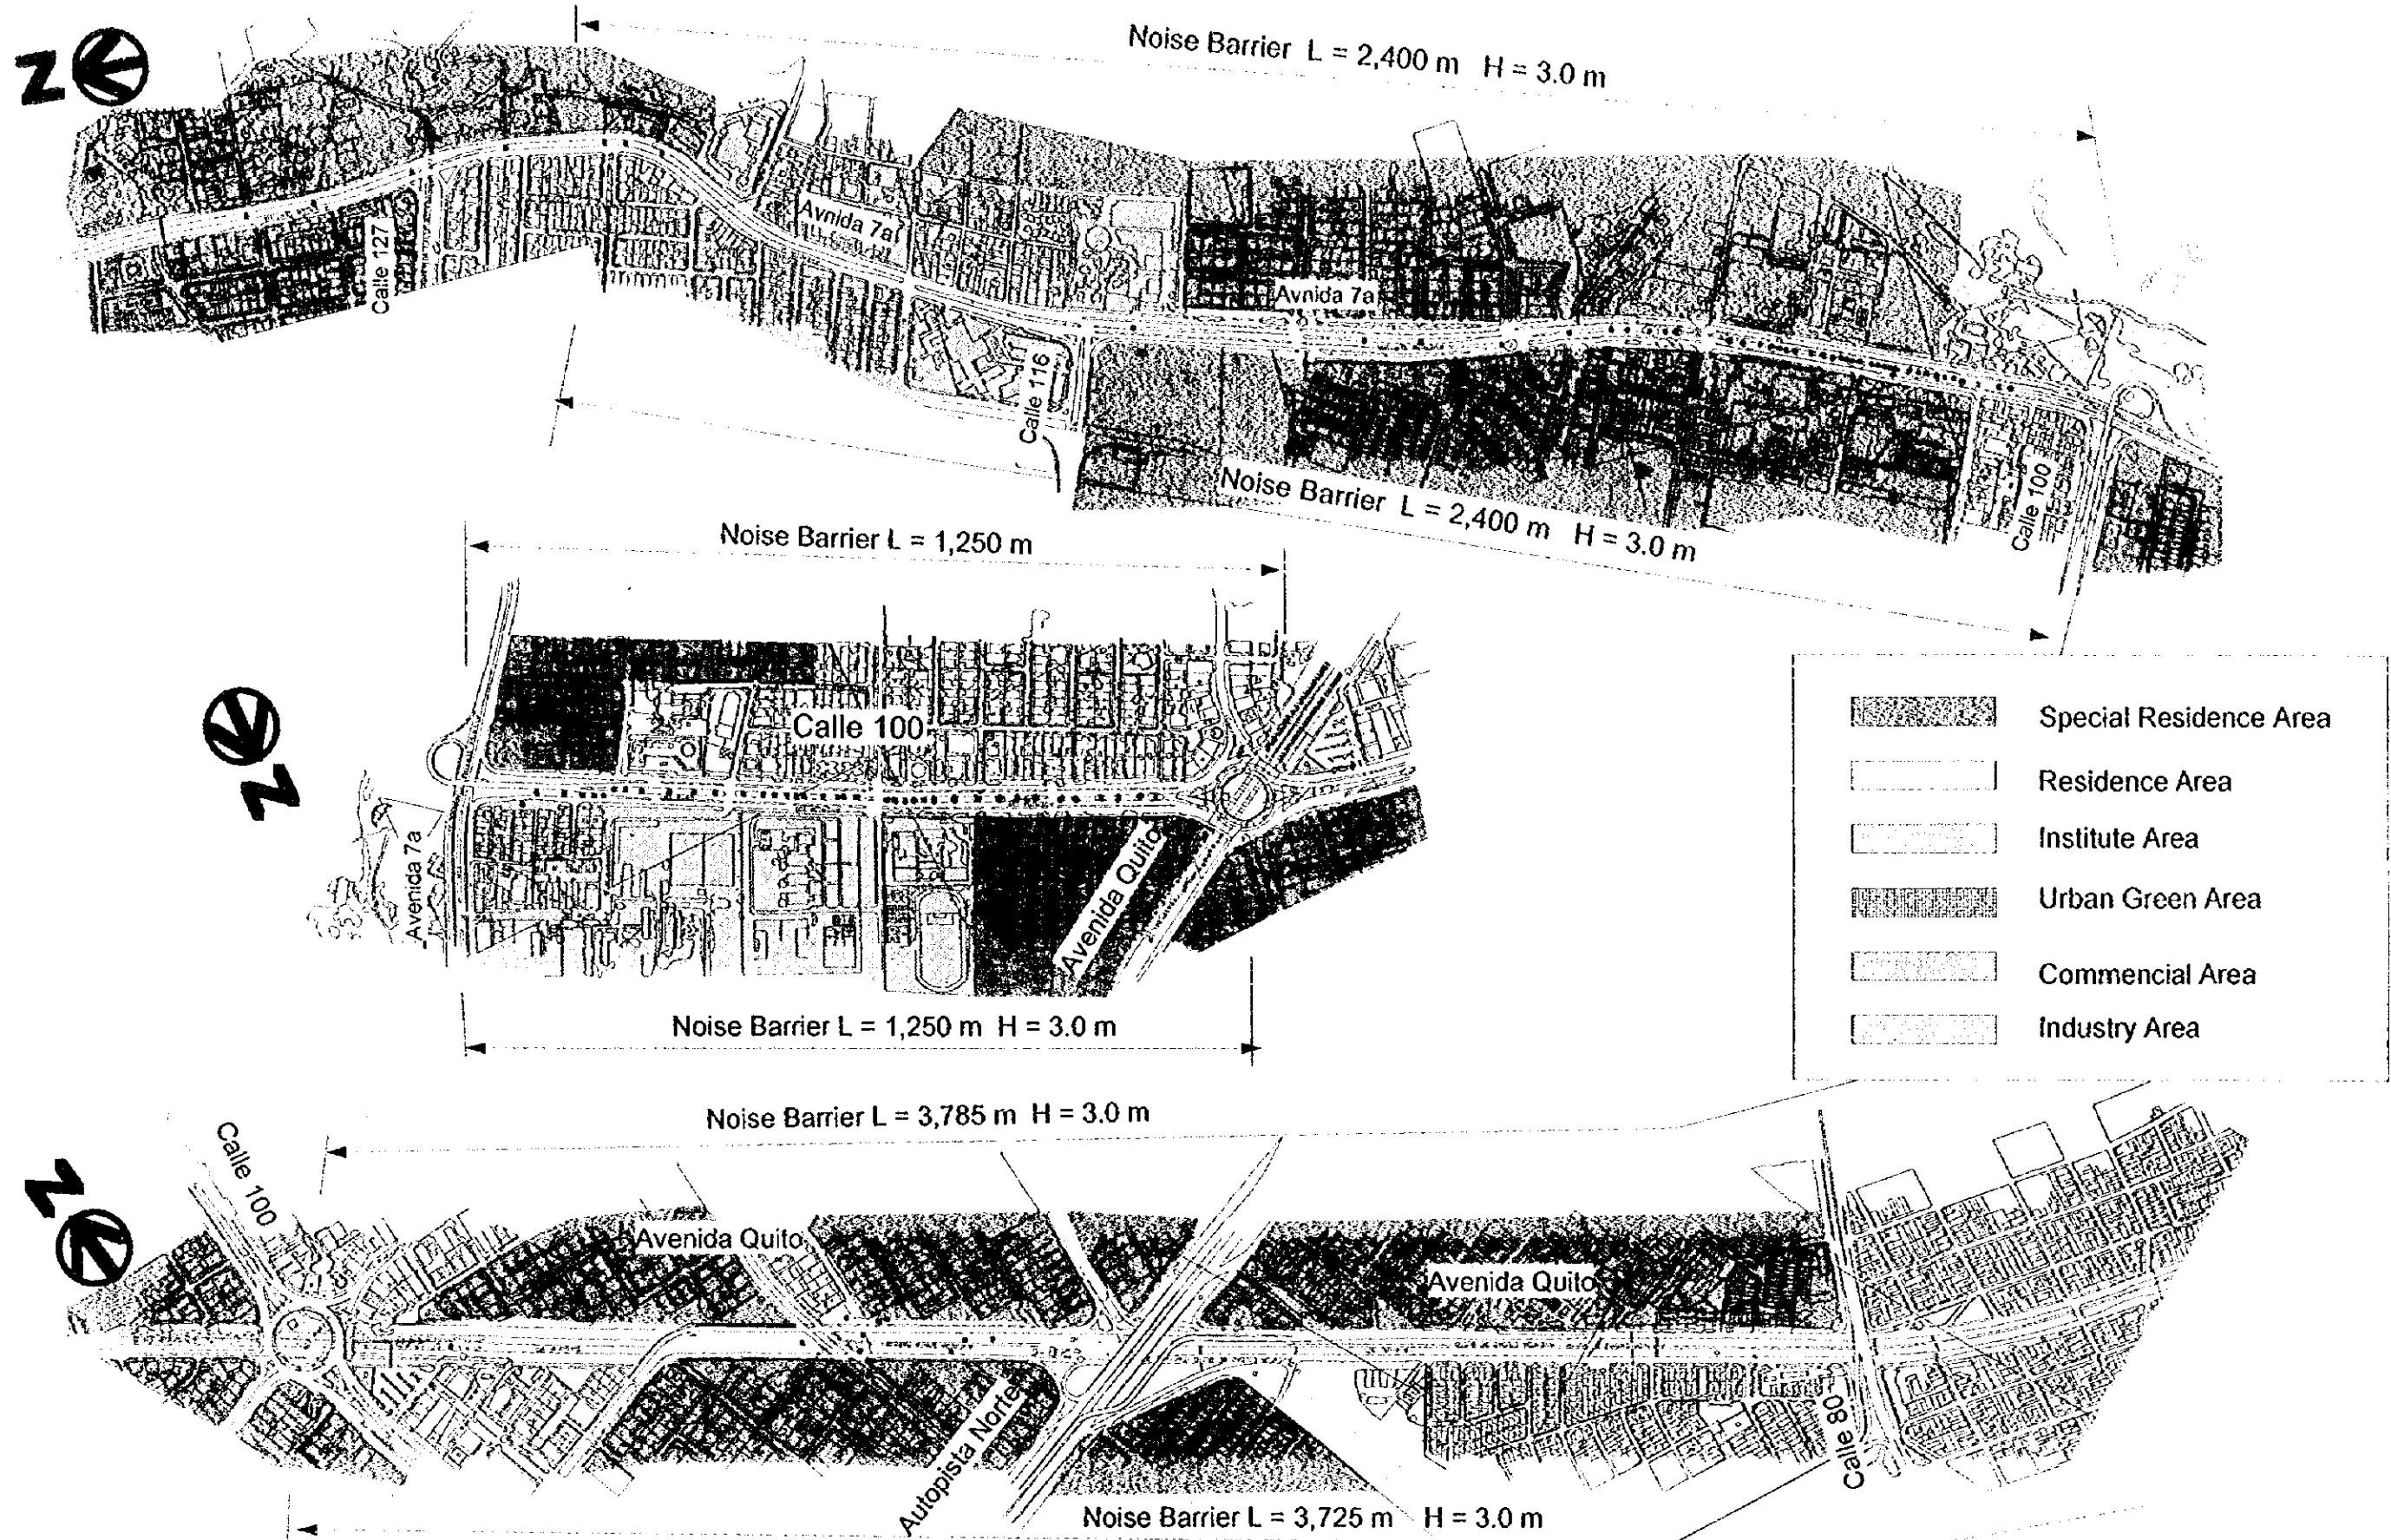 Noise Barrier L = 2,400 m H = 3.0 m
Z
Avnida 7a
Calle 127
Avnida 7a
Calle 116
Noise Barrier L = 2,400 m H = 3.0 m
Calle 100
Noise Barrier L = 1,250 m
Z
Calle 100
Avenida 7a
Avenida Quito
Noise Barrier L = 1,250 m H = 3.0 m
Special Residence Area
Residence Area
Institute Area
Urban Green Area
Commencial Area
Industry Area
Noise Barrier L = 3,785 m H = 3.0 m
Z
Calle 100
Avenida Quito
Avenida Quito
Autopista Norte
Calle 80
Noise Barrier L = 3,725 m H = 3.0 m